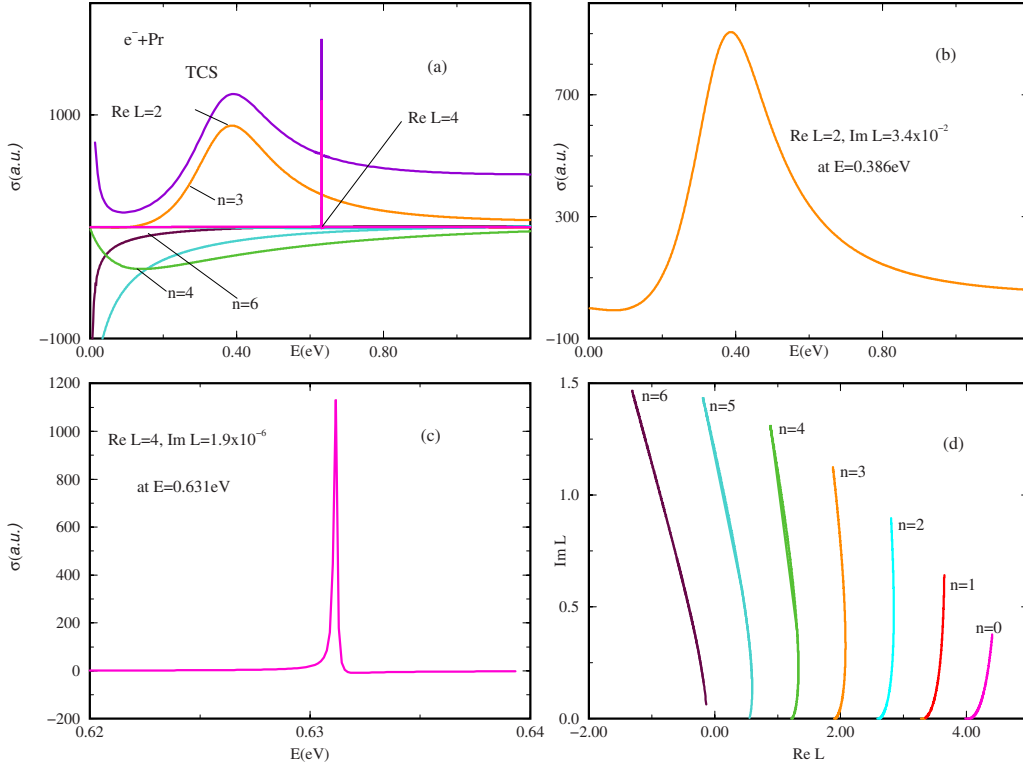 e⁻+Pr
(a)
TCS
Re L=2
Re L=4
n=3
n=4
n=6
1000
−1000
σ(a.u.)
0.00
0.40
0.80
E(eV)
(b)
Re L=2, Im L=3.4x10⁻²
at E=0.386eV
700
300
−100
σ(a.u.)
0.00
0.40
0.80
E(eV)
1200
1000
800
600
400
200
0
−200
σ(a.u.)
Re L=4, Im L=1.9x10⁻⁶
(c)
at E=0.631eV
0.62
0.63
0.64
E(eV)
1.5
1.0
0.5
0.0
Im L
n=6
n=5
n=4
(d)
n=3
n=2
n=1
n=0
−2.00
0.00
2.00
4.00
Re L